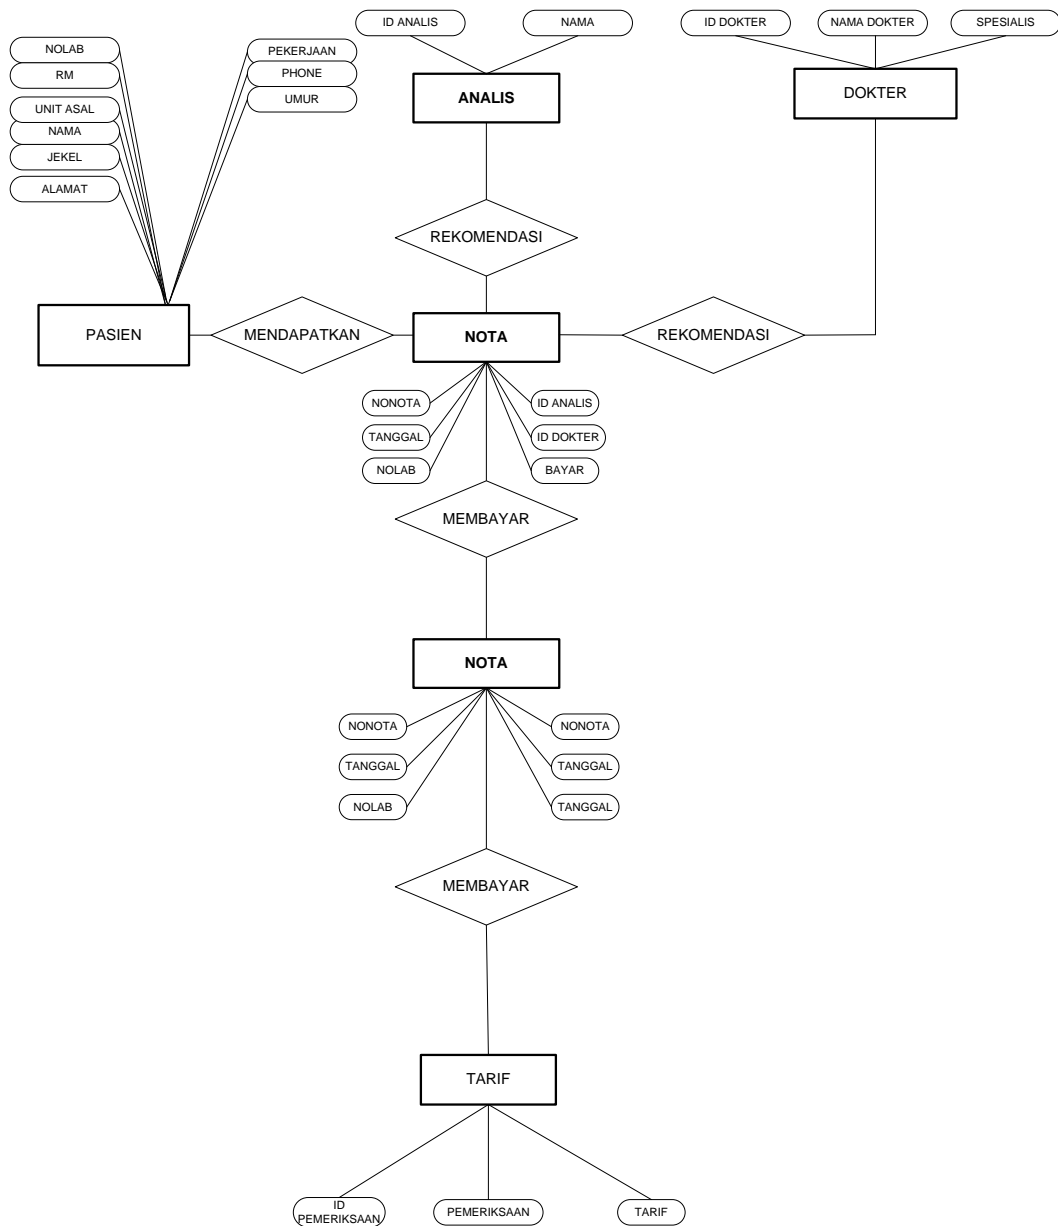 ID ANALIS
NAMA
ID DOKTER
NAMA DOKTER
SPESIALIS
NOLAB
RM
UNIT ASAL
NAMA
JEKEL
ALAMAT
PEKERJAAN
PHONE
UMUR
ANALIS
DOKTER
REKOMENDASI
PASIEN
MENDAPATKAN
NOTA
REKOMENDASI
NONOTA
TANGGAL
NOLAB
ID ANALIS
ID DOKTER
BAYAR
MEMBAYAR
NOTA
NONOTA
TANGGAL
NOLAB
NONOTA
TANGGAL
TANGGAL
MEMBAYAR
TARIF
ID
PEMERIKSAAN
PEMERIKSAAN
TARIF